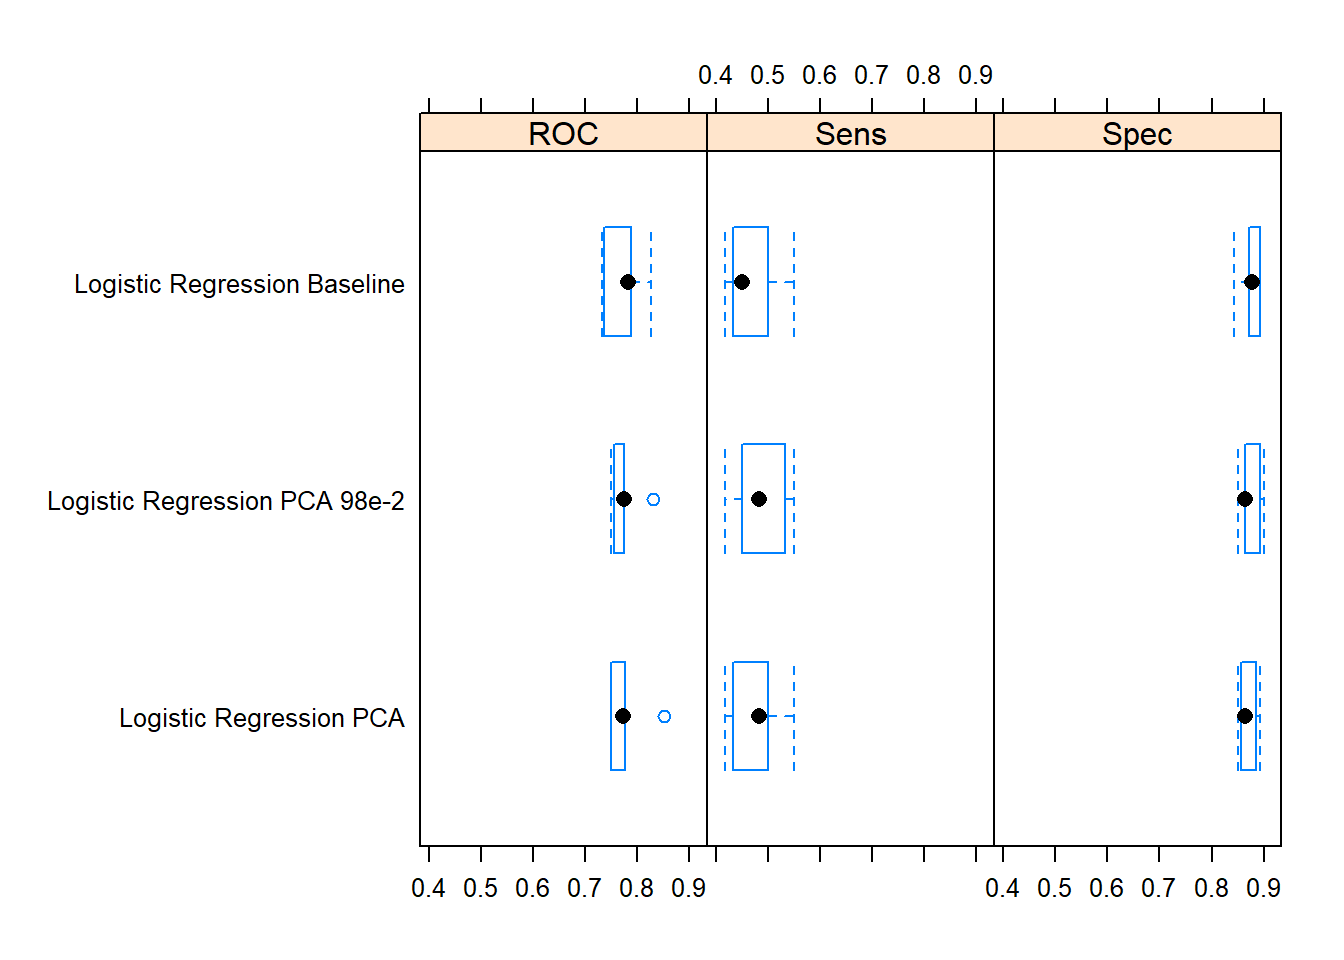 0.4 0.5 0.6 0.7 0.8 0.9
ROC Sens Spec
Logistic Regression Baseline
Logistic Regression PCA 98e-2
Logistic Regression PCA
0.4 0.5 0.6 0.7 0.8 0.9 0.4 0.5 0.6 0.7 0.8 0.9